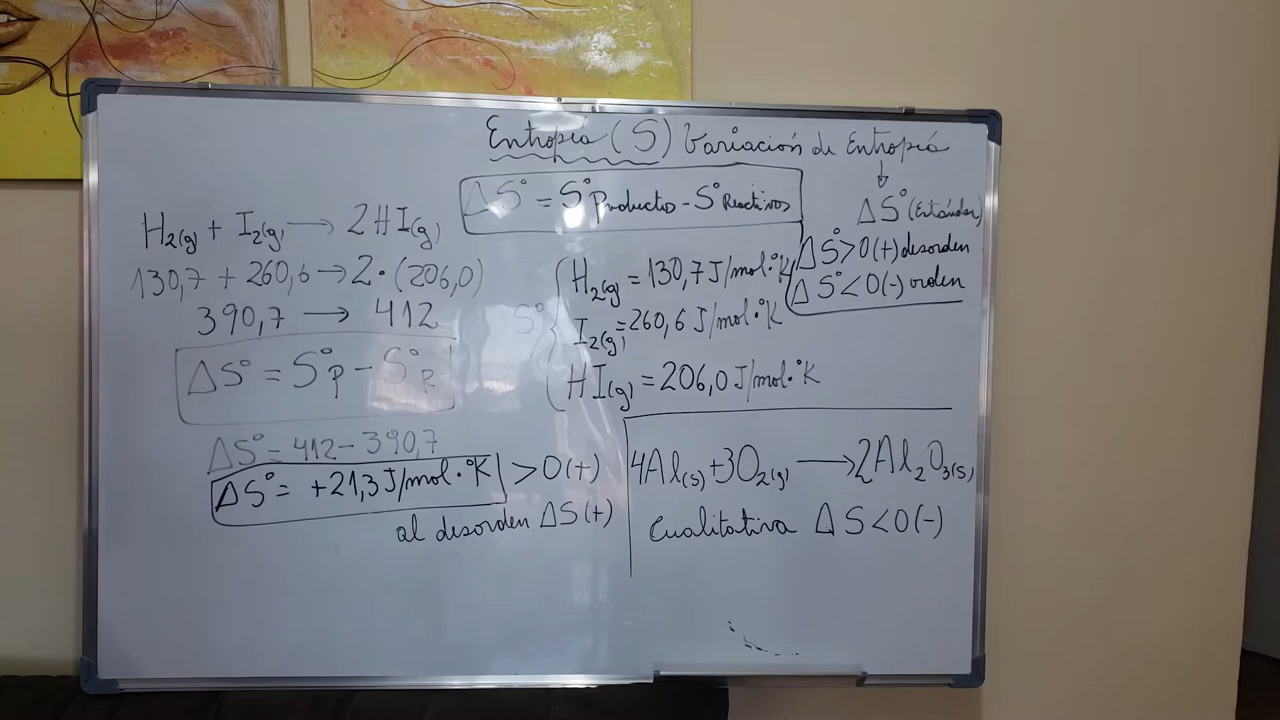 Entropía (S) Variación de Entropía
↓
ΔS° = S° Productos - S° Reactivos
ΔS° (Estándar)
ΔS° > 0 (+) desorden
ΔS° < 0 (-) orden
H₂(g) + I₂(g) → 2HI(g)
130,7 + 260,6 → 2·(206,0)
390,7 → 412
ΔS° = S°p - S°R
ΔS° = 412 - 390,7
ΔS° = +21,3 J/mol·°K > 0 (+)
al desorden ΔS (+)
S°
H₂(g) = 130,7 J/mol·°K
I₂(g) = 260,6 J/mol·°K
HI(g) = 206,0 J/mol·°K
4Al(s) + 3O₂(g) → 2Al₂O₃(s)
Cualitativa ΔS < 0 (-)